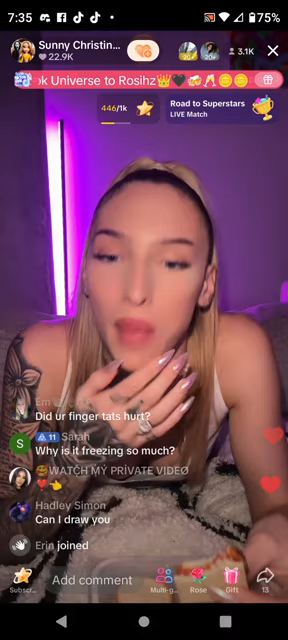 7:35
75%
Sunny Christin...
22.9K
3.1K
ok Universe to Rosihz
446/1k
Road to Superstars
LIVE Match
Did ur finger tats hurt?
11 Sarah
S
Why is it freezing so much?
WATCH MY PRIVATE VIDEO
Hadley Simon
Can I draw you
Erin joined
Add comment
Subscr...
Multi-g...
Rose
Gift
13